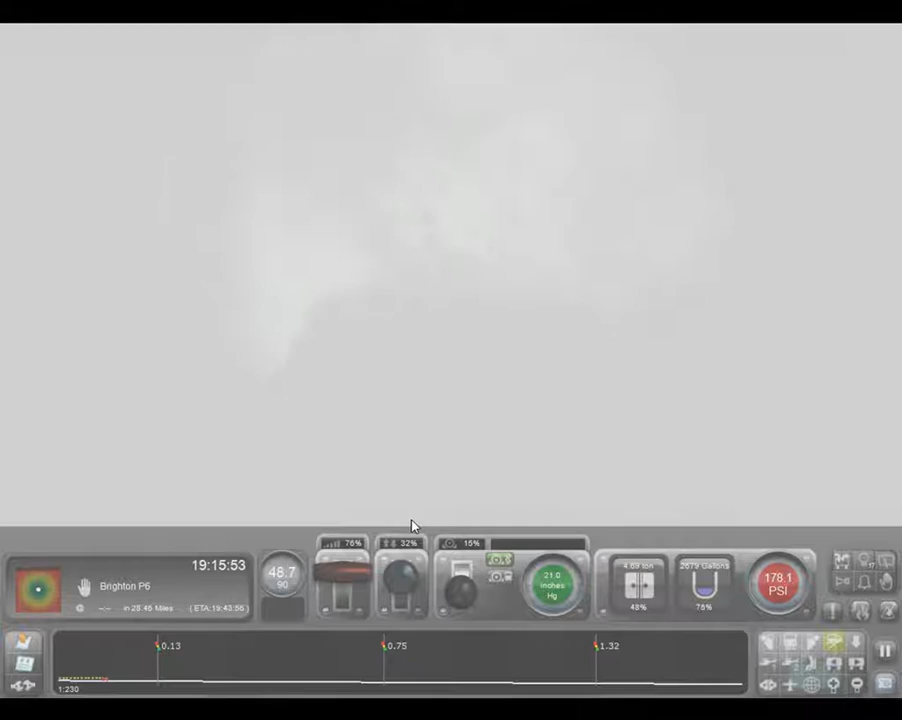 19:15:53
Brighton P6
--:-- in 28.46 Miles (ETA:19:43:56)
48.7
90
76%
32%
15%
21.0
inches
Hg
4.69 ton
48%
2679 Gallons
76%
178.1
PSI
17
0.13
0.75
1.32
1:230